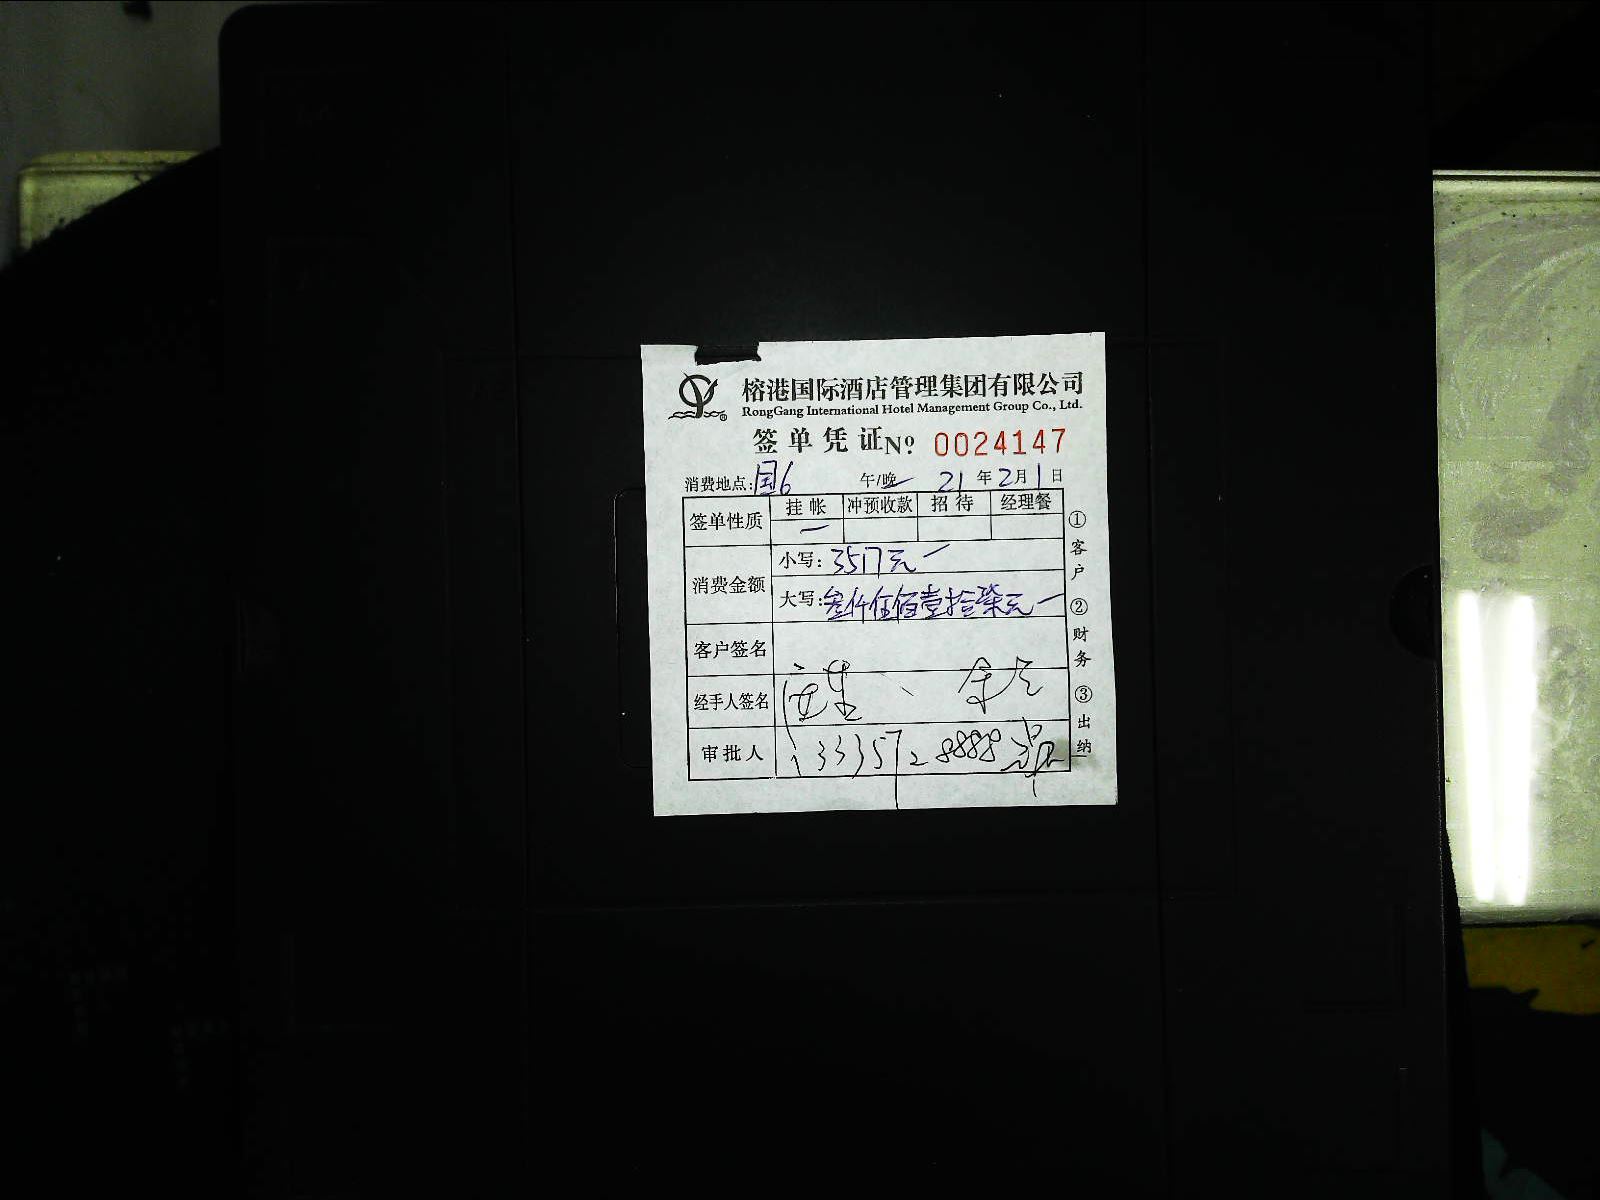 榕港国际酒店管理集团有限公司
RongGang International Hotel Management Group Co., Ltd.
签单凭证 Nº 0024147
消费地点:国6 午/晚 21年2月1日
签单性质 挂帐 冲预收款 招待 经理餐
消费金额 小写:3517元
大写:叁仟伍佰壹拾柒元
客户签名
经手人签名
审批人 1335728888
①客户 ②财务 ③出纳